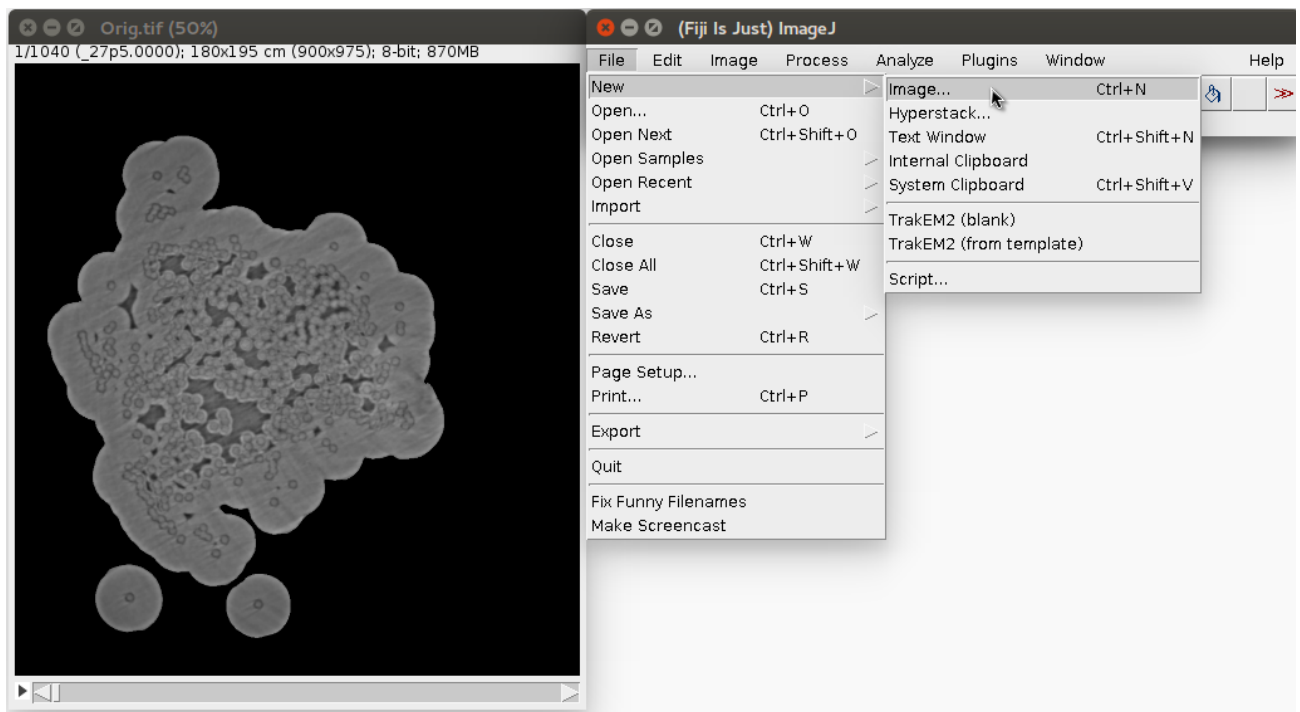 Orig.tif (50%)
1/1040 (_27p5.0000); 180x195 cm (900x975); 8-bit; 870MB
(Fiji Is Just) ImageJ
File Edit Image Process Analyze Plugins Window Help
New
Open... Ctrl+O
Open Next Ctrl+Shift+O
Open Samples
Open Recent
Import
Close Ctrl+W
Close All Ctrl+Shift+W
Save Ctrl+S
Save As
Revert Ctrl+R
Page Setup...
Print... Ctrl+P
Export
Quit
Fix Funny Filenames
Make Screencast
Image... Ctrl+N
Hyperstack...
Text Window Ctrl+Shift+N
Internal Clipboard
System Clipboard Ctrl+Shift+V
TrakEM2 (blank)
TrakEM2 (from template)
Script...